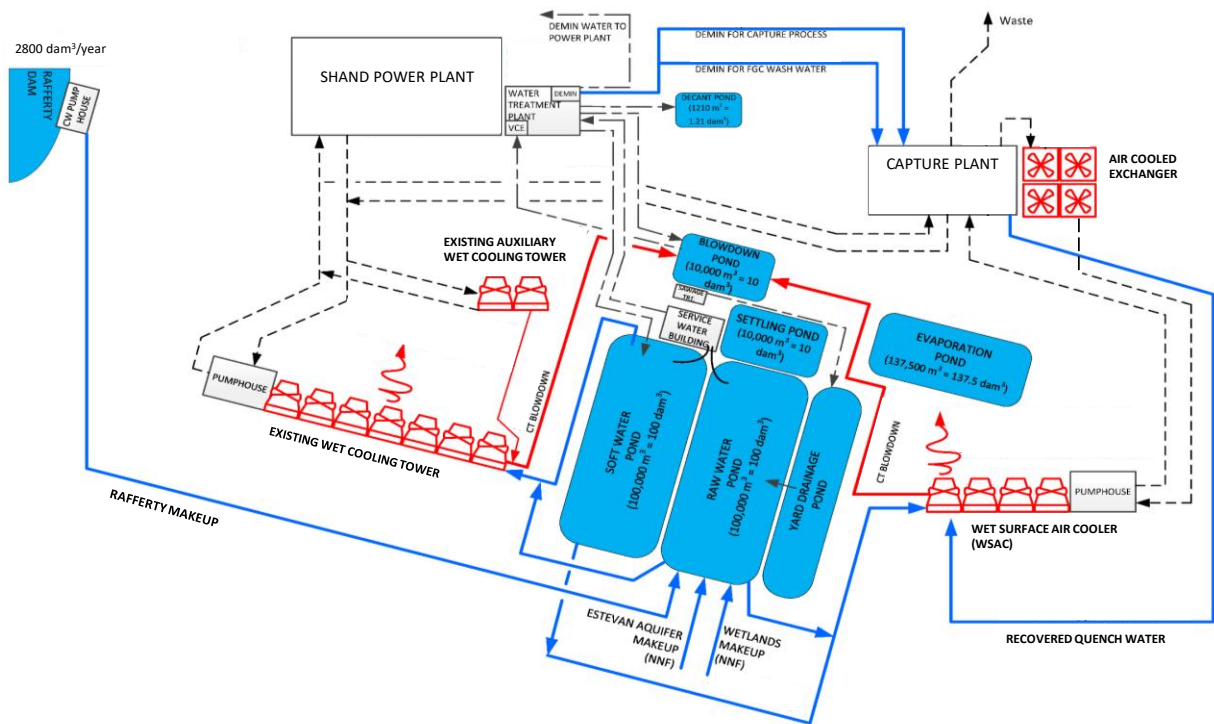 2800 dam³/year
RAFFERTY
DAM
CW PUMP
HOUSE
SHAND POWER PLANT
WATER
TREATMENT
PLANT
DEMIN
VCE
DEMIN WATER TO
POWER PLANT
DEMIN FOR CAPTURE PROCESS
DEMIN FOR FGC WASH WATER
DECANT POND
(1210 m³ =
1.21 dam³)
Waste
CAPTURE PLANT
AIR COOLED
EXCHANGER
EXISTING AUXILIARY
WET COOLING TOWER
BLOWDOWN
POND
(10,000 m³ = 10
dam³)
SAWAGE
TRT.
SERVICE
WATER
BUILDING
SETTLING POND
(10,000 m³ = 10
dam³)
EVAPORATION
POND
(137,500 m³ = 137.5 dam³)
PUMPHOUSE
EXISTING WET COOLING TOWER
CT BLOWDOWN
SOFT WATER
POND
(100,000 m³ = 100 dam³)
RAW WATER
POND
(100,000 m³ = 100 dam³)
YARD DRAINAGE
POND
CT BLOWDOWN
PUMPHOUSE
WET SURFACE AIR COOLER
(WSAC)
RAFFERTY MAKEUP
ESTEVAN AQUIFER
MAKEUP
(NNF)
WETLANDS
MAKEUP
(NNF)
RECOVERED QUENCH WATER